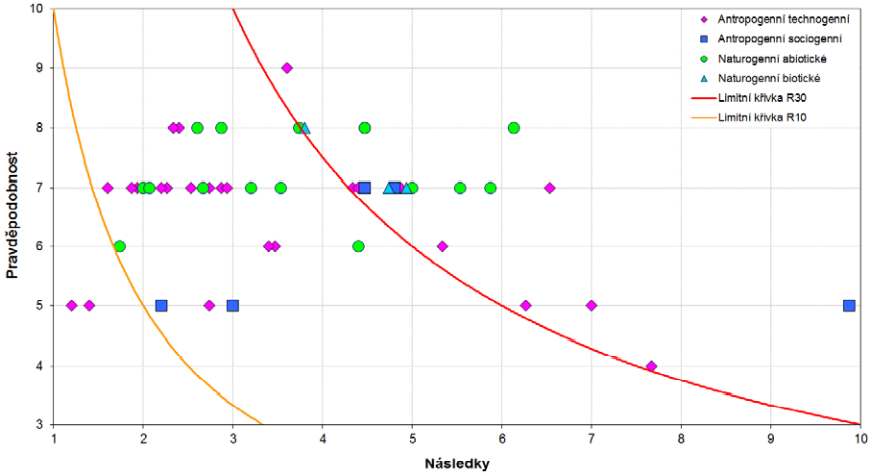 Pravděpodobnost
10
9
8
7
6
5
4
3
1
2
3
4
5
6
7
8
9
10
Následky
Antropogenní technogenní
Antropogenní sociogenní
Naturogenní abiotické
Naturogenní biotické
Limitní křivka R30
Limitní křivka R10